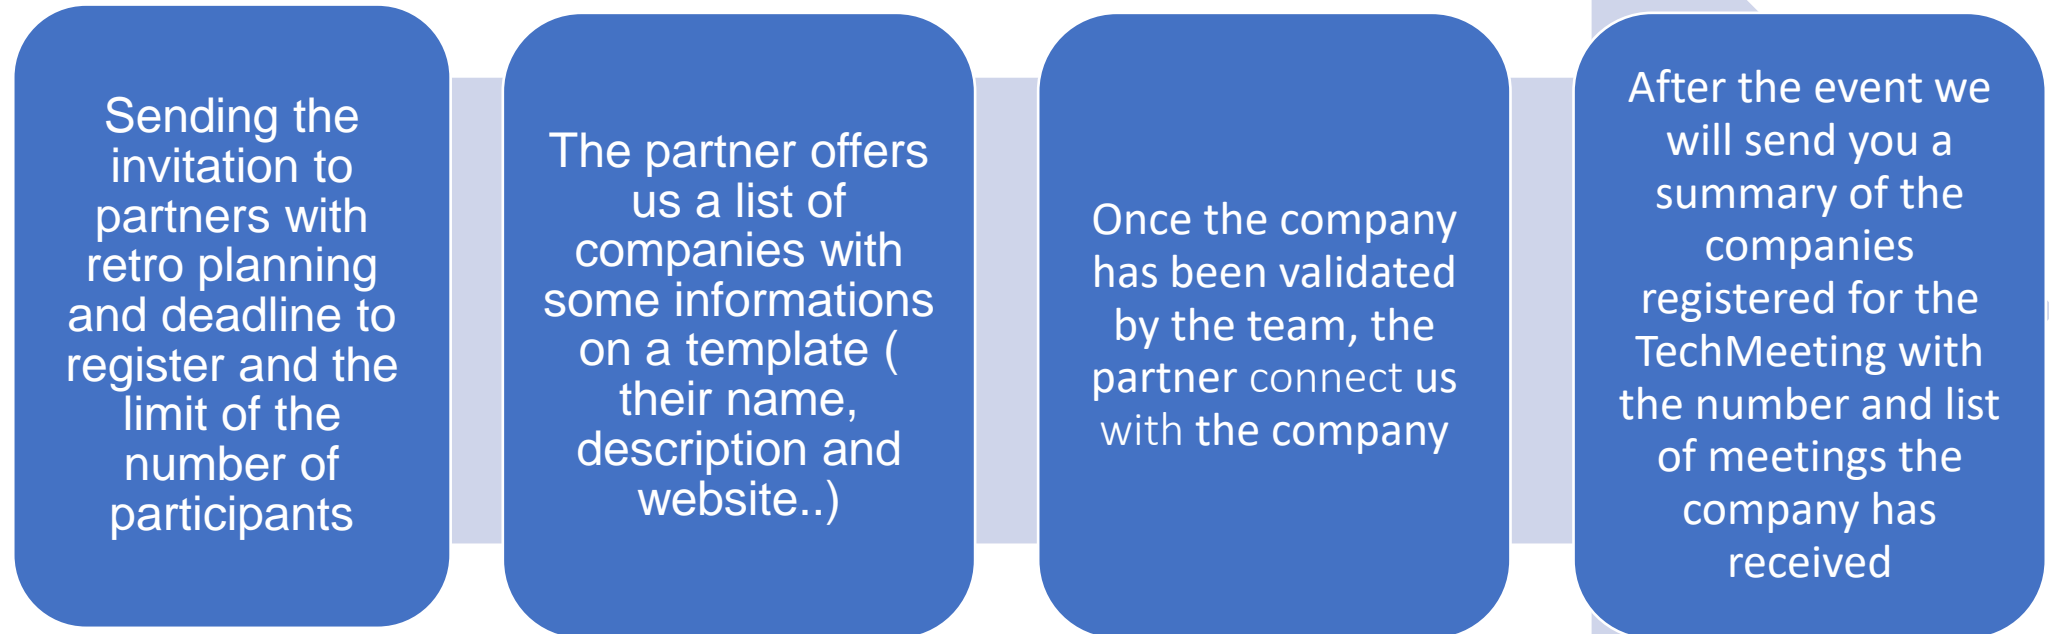 Sending the
invitation to
partners with
retro planning
and deadline to
register and the
limit of the
number of
participants
The partner offers
us a list of
companies with
some informations
on a template (
their name,
description and
website..)
Once the company
has been validated
by the team, the
partner connect us
with the company
After the event we
will send you a
summary of the
companies
registered for the
TechMeeting with
the number and list
of meetings the
company has
received